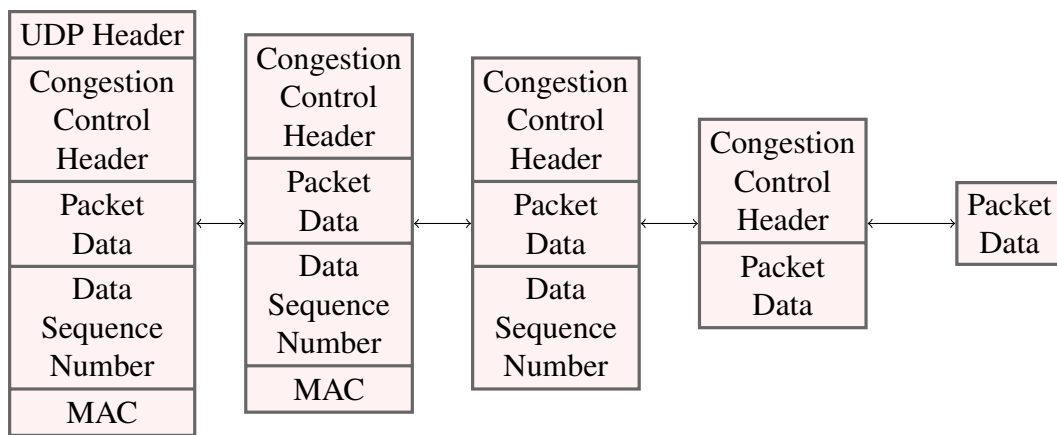 UDP Header
Congestion
Control
Header
Packet
Data
Data
Sequence
Number
MAC
Congestion
Control
Header
Packet
Data
Data
Sequence
Number
MAC
Congestion
Control
Header
Packet
Data
Data
Sequence
Number
Congestion
Control
Header
Packet
Data
Packet
Data